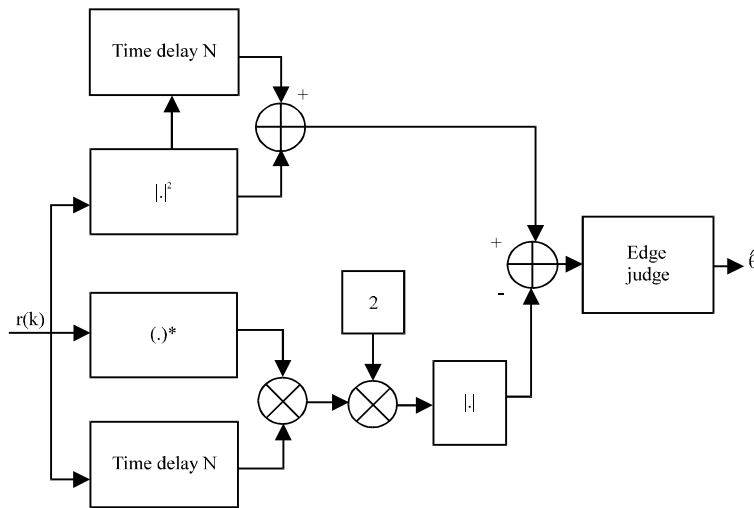 Time delay N
+
|.|²
+
Edge
judge
-
2
r(k)
(.)*
|.|
Time delay N